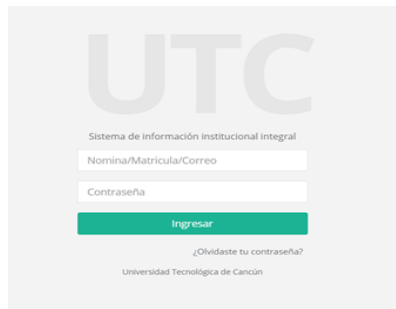 UTC
Sistema de información institucional integral
Nomina/Matricula/Correo
Contraseña
Ingresar
¿Olvidaste tu contraseña?
Universidad Tecnológica de Cancún